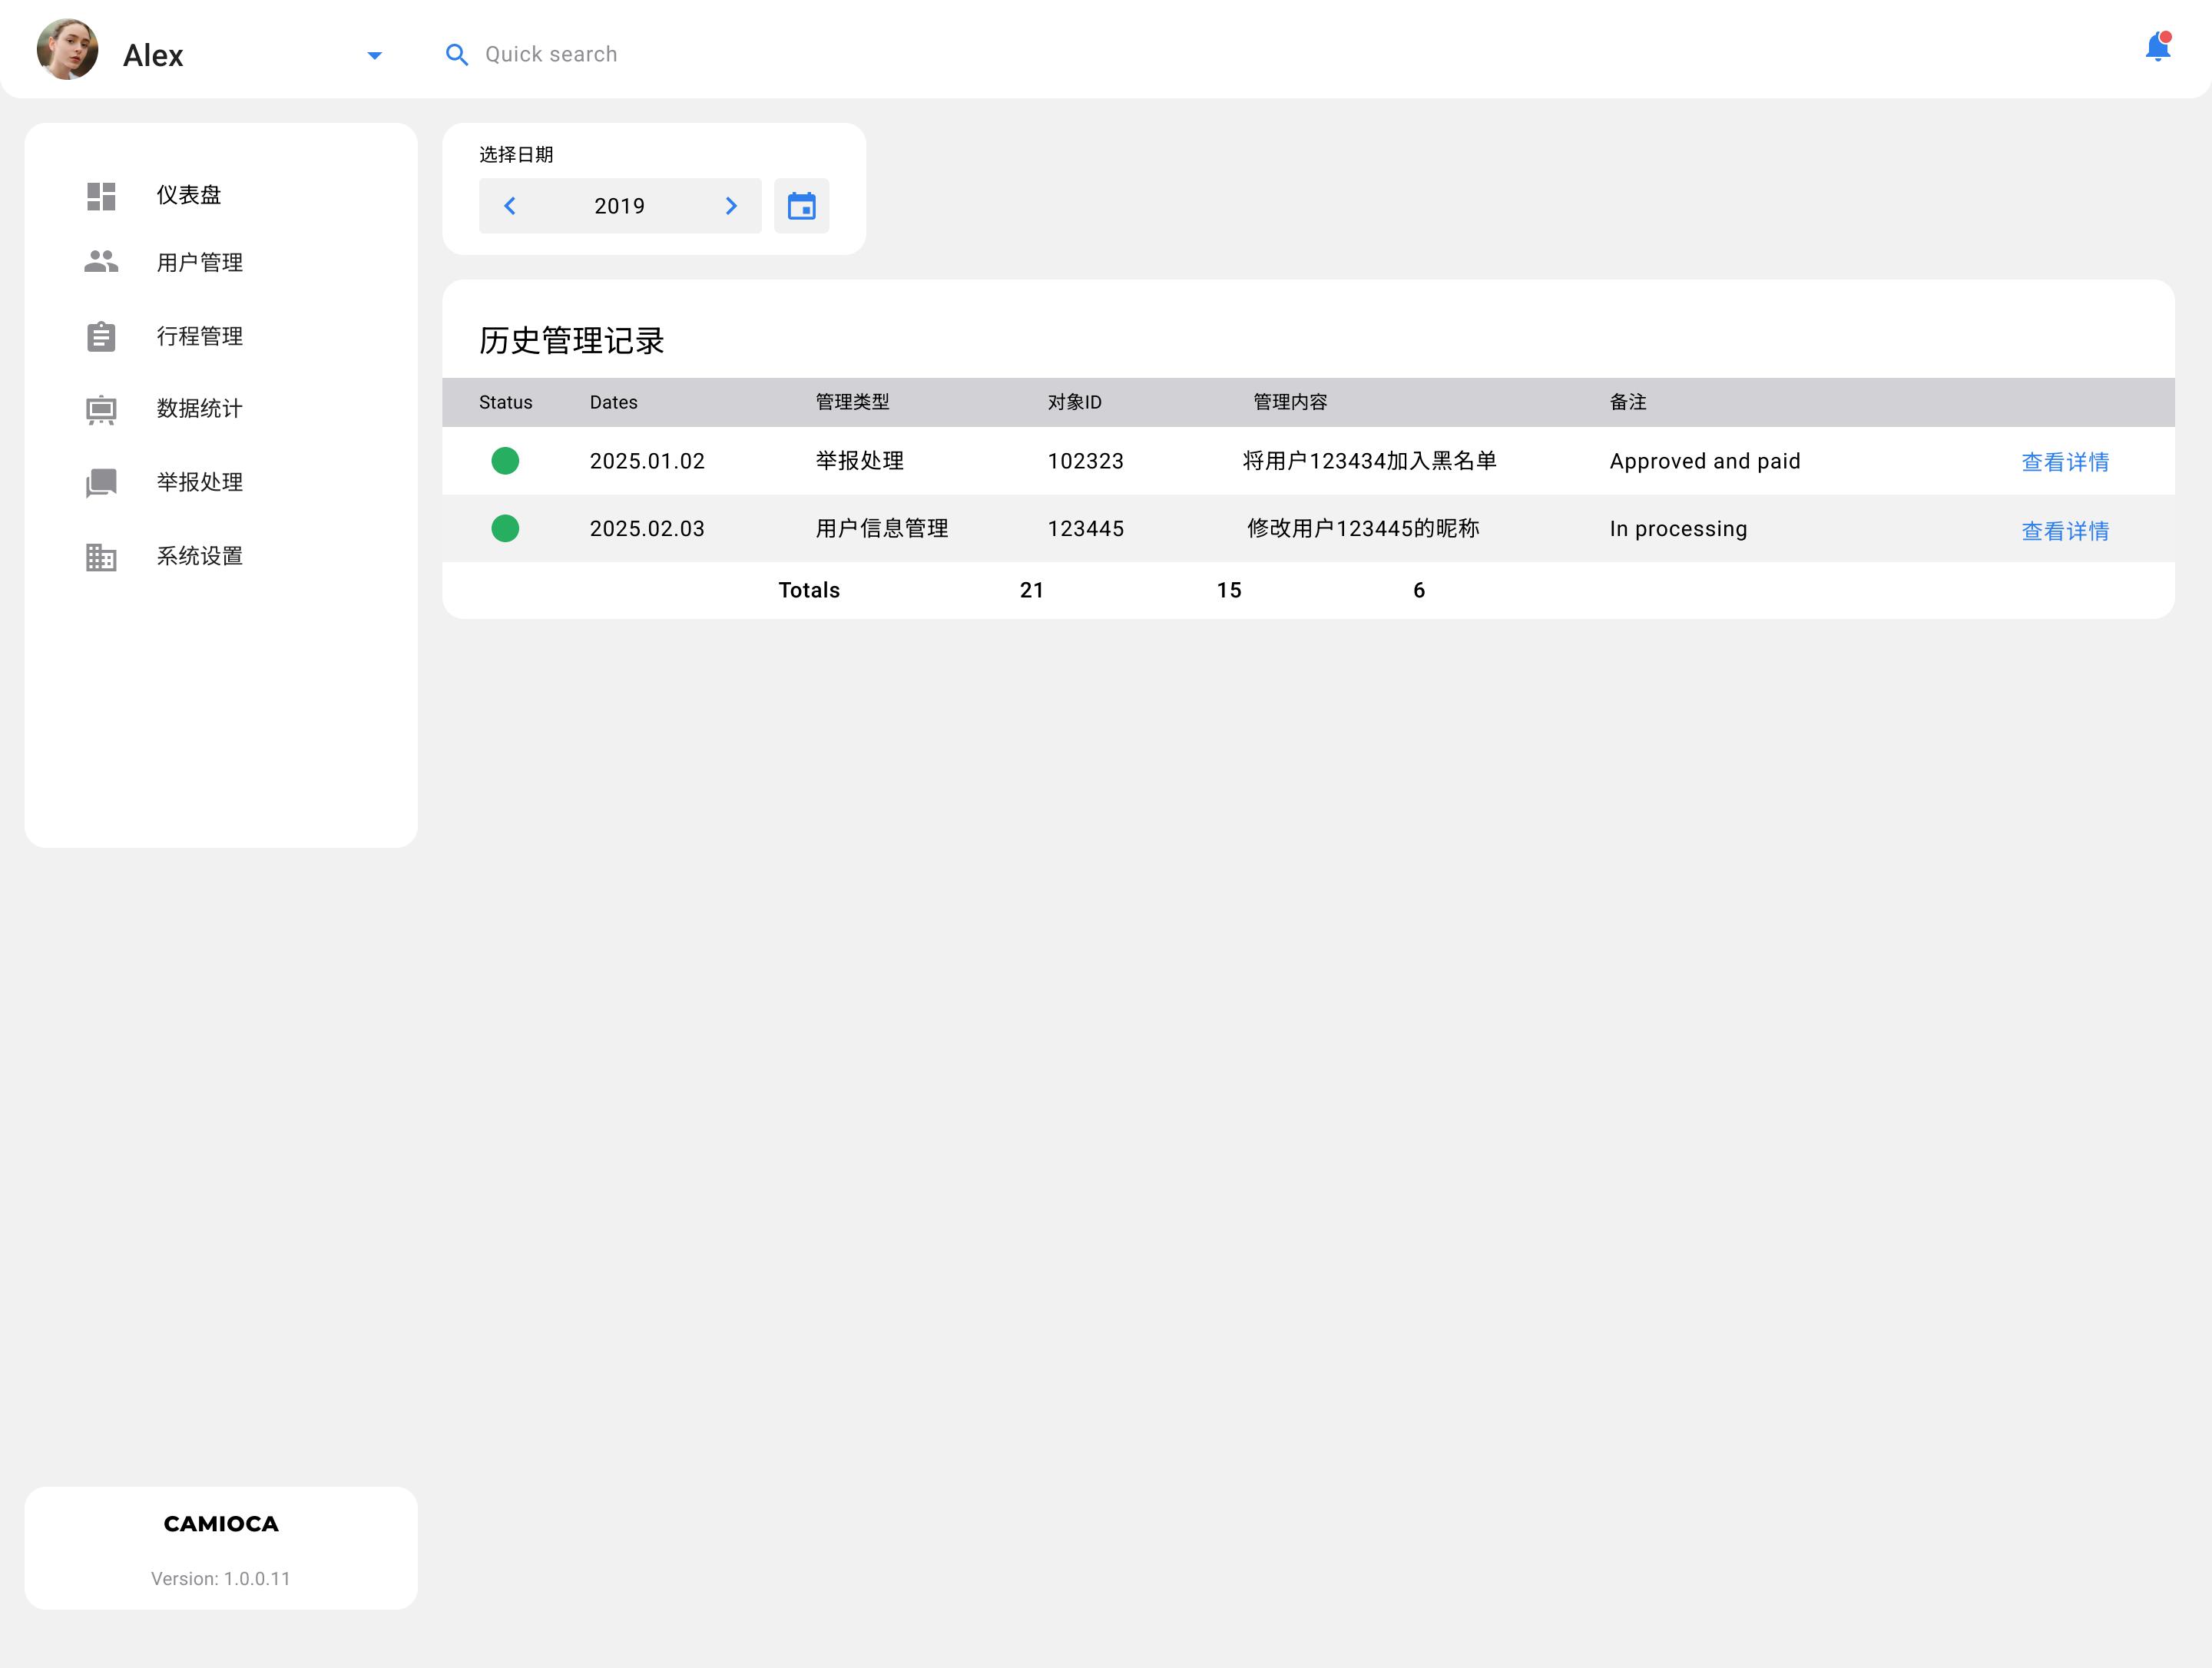 Alex
Quick search
仪表盘
用户管理
行程管理
数据统计
举报处理
系统设置
选择日期
2019
历史管理记录
Status Dates 管理类型 对象ID 管理内容 备注
2025.01.02 举报处理 102323 将用户123434加入黑名单 Approved and paid 查看详情
2025.02.03 用户信息管理 123445 修改用户123445的昵称 In processing 查看详情
Totals 21 15 6
CAMIOCA
Version: 1.0.0.11